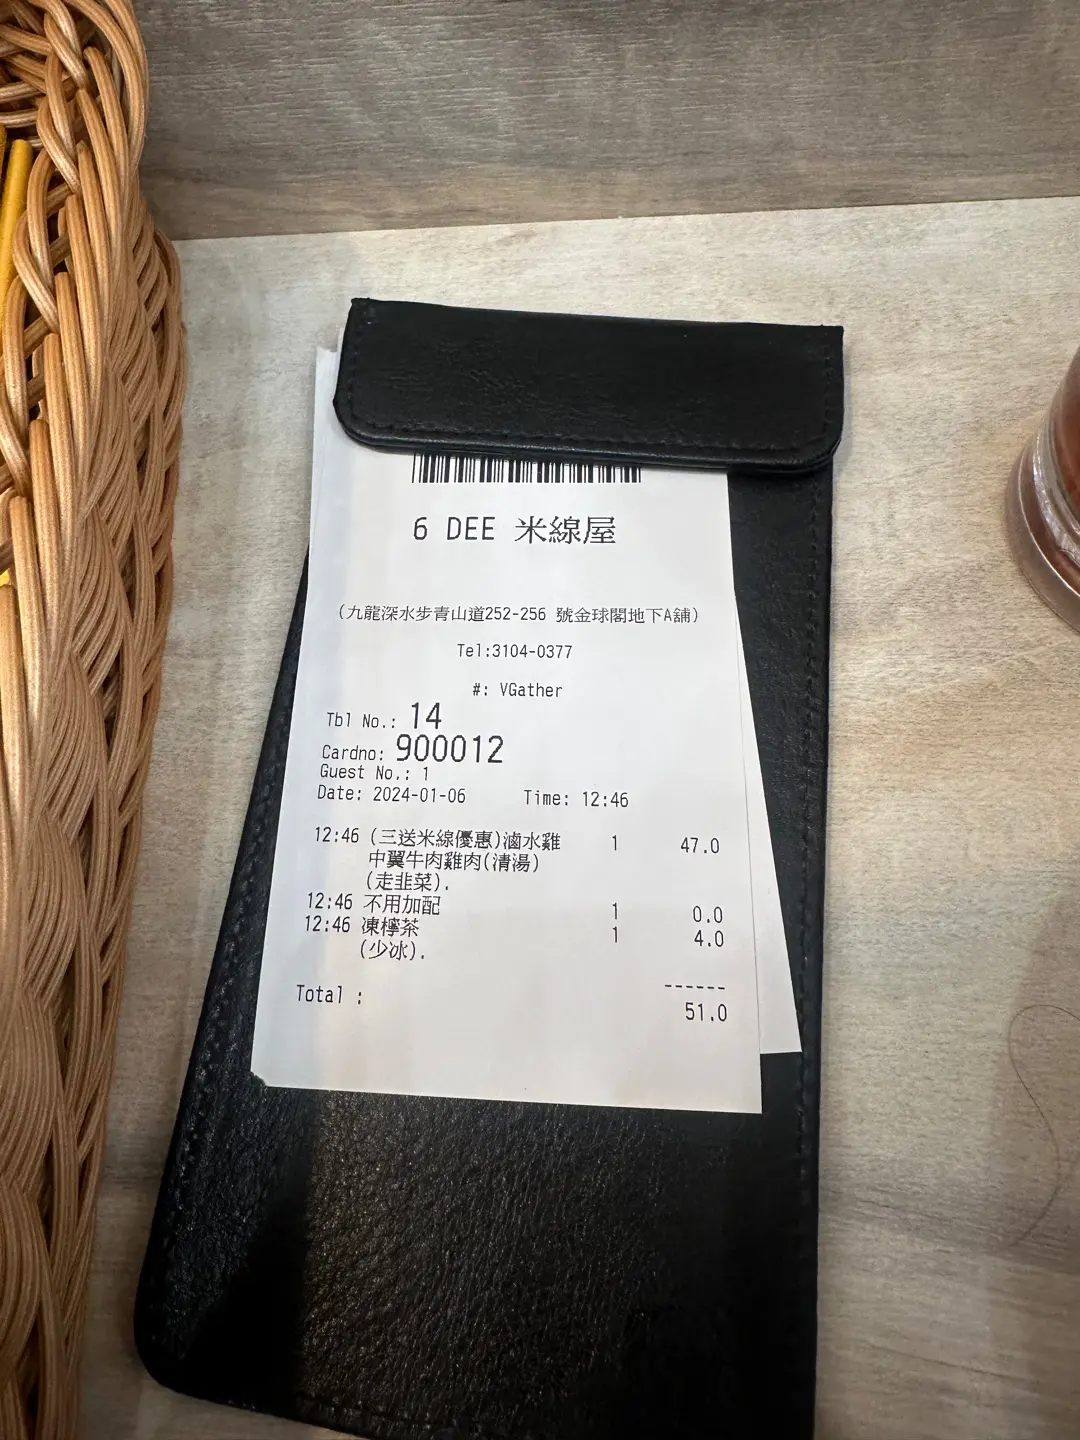 6 DEE 米線屋
(九龍深水步青山道252-256 號金球閣地下A舖)
Tel:3104-0377
#: VGather
Tbl No.: 14
Cardno: 900012
Guest No.: 1
Date: 2024-01-06 Time: 12:46
12:46 (三送米線優惠)滷水雞 1 47.0
中翼牛肉雞肉(清湯)
(走韭菜).
12:46 不用加配 1 0.0
12:46 凍檸茶 1 4.0
(少冰).
------
Total : 51.0